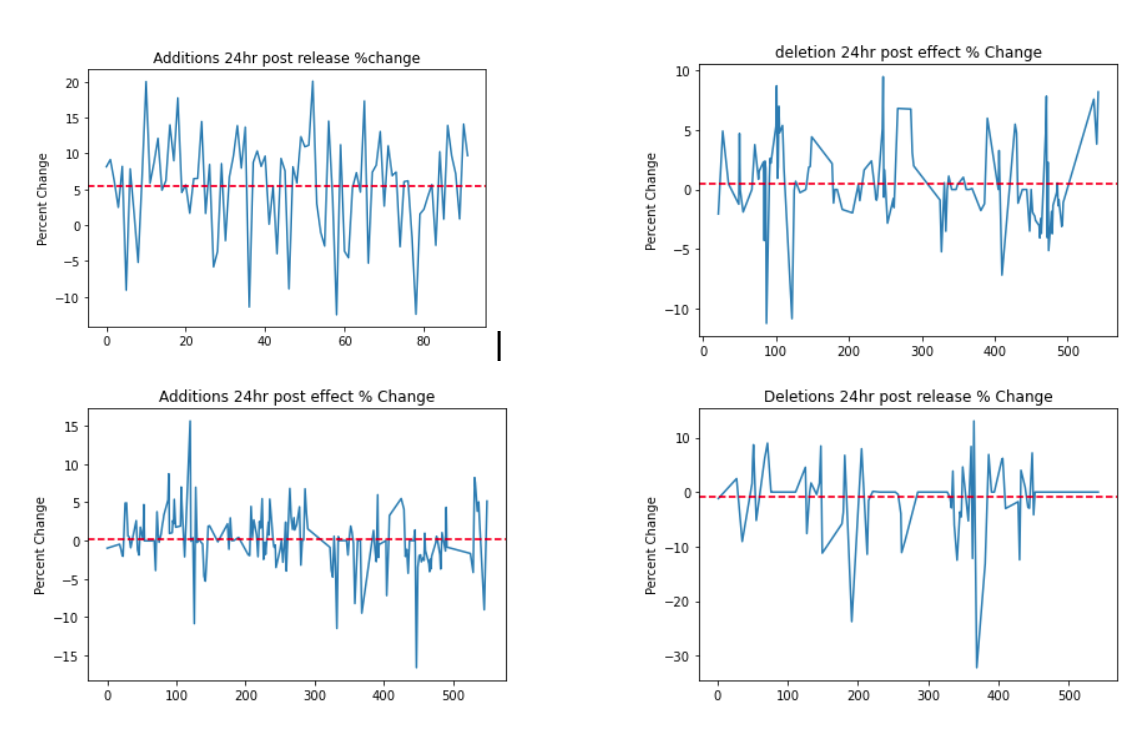 Additions 24hr post release %change
Percent Change
20
15
10
5
0
−5
−10
0 20 40 60 80
deletion 24hr post effect % Change
Percent Change
10
5
0
−5
−10
0 100 200 300 400 500
Additions 24hr post effect % Change
Percent Change
15
10
5
0
−5
−10
−15
0 100 200 300 400 500
Deletions 24hr post release % Change
Percent Change
10
0
−10
−20
−30
0 100 200 300 400 500